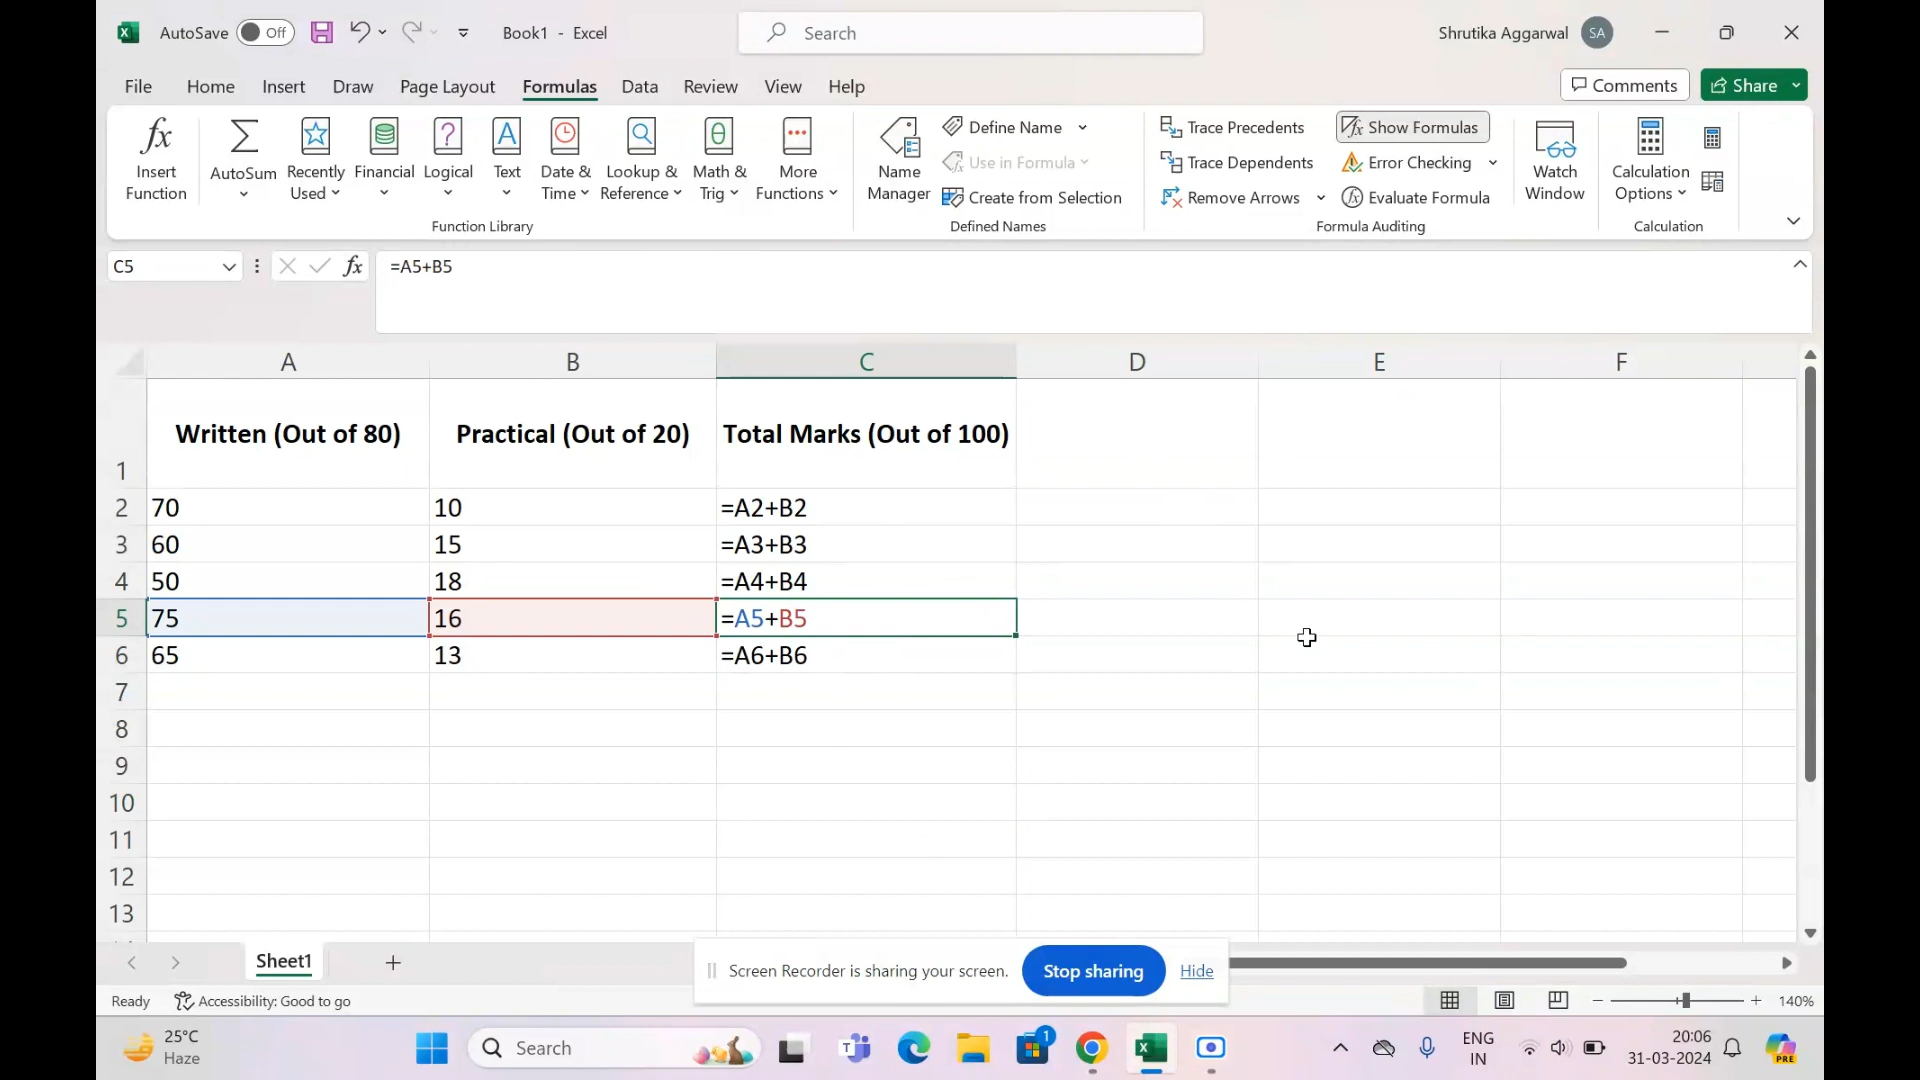 AutoSave Off Book1 - Excel Search Shrutika Aggarwal SA
File Home Insert Draw Page Layout Formulas Data Review View Help Comments Share
Insert Function
AutoSum
Recently Used
Financial
Logical
Text
Date & Time
Lookup & Reference
Math & Trig
More Functions
Function Library
Name Manager
Define Name
Use in Formula
Create from Selection
Defined Names
Trace Precedents
Trace Dependents
Remove Arrows
Show Formulas
Error Checking
Evaluate Formula
Formula Auditing
Watch Window
Calculation Options
Calculation
C5 fx =A5+B5
A B C D E F
1 Written (Out of 80) Practical (Out of 20) Total Marks (Out of 100)
2 70 10 =A2+B2
3 60 15 =A3+B3
4 50 18 =A4+B4
5 75 16 =A5+B5
6 65 13 =A6+B6
7
8
9
10
11
12
13
Sheet1
Screen Recorder is sharing your screen. Stop sharing Hide
Ready Accessibility: Good to go 140%
25°C
Haze
Search
1
ENG
IN
20:06
31-03-2024
PRE